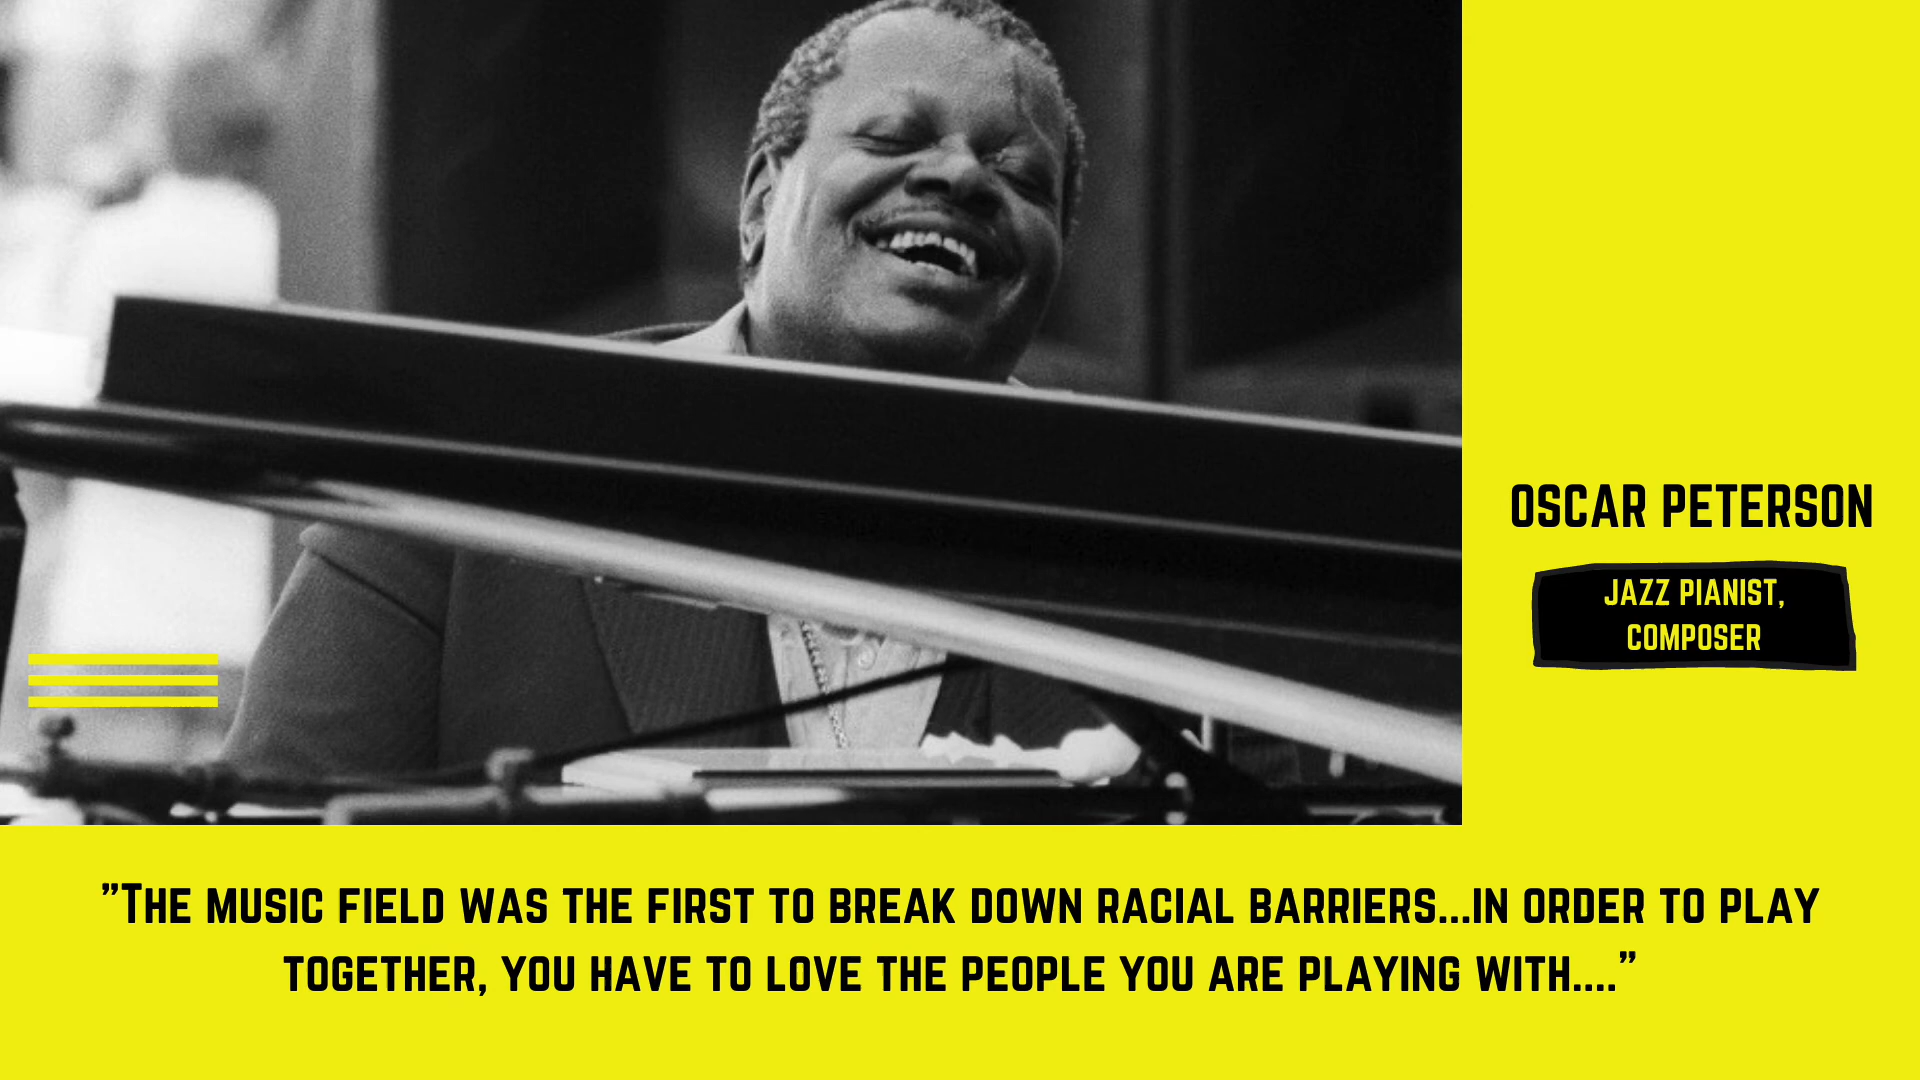 OSCAR PETERSON
JAZZ PIANIST,
COMPOSER
"THE MUSIC FIELD WAS THE FIRST TO BREAK DOWN RACIAL BARRIERS...IN ORDER TO PLAY
TOGETHER, YOU HAVE TO LOVE THE PEOPLE YOU ARE PLAYING WITH...."